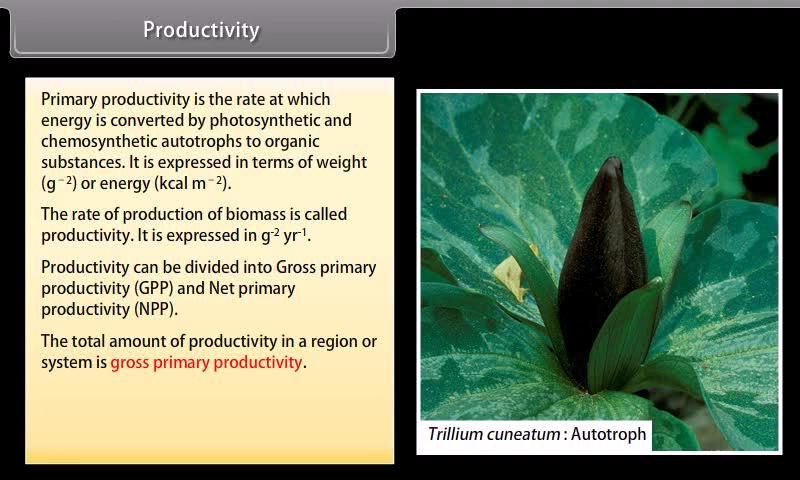 Productivity
Primary productivity is the rate at which
energy is converted by photosynthetic and
chemosynthetic autotrophs to organic
substances. It is expressed in terms of weight
(g⁻²) or energy (kcal m⁻²).
The rate of production of biomass is called
productivity. It is expressed in g⁻² yr⁻¹.
Productivity can be divided into Gross primary
productivity (GPP) and Net primary
productivity (NPP).
The total amount of productivity in a region or
system is gross primary productivity.
Trillium cuneatum : Autotroph